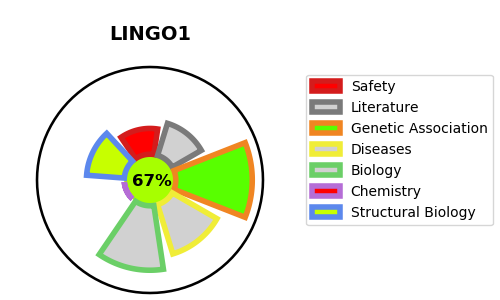 LINGO1
67%
Safety
Literature
Genetic Association
Diseases
Biology
Chemistry
Structural Biology